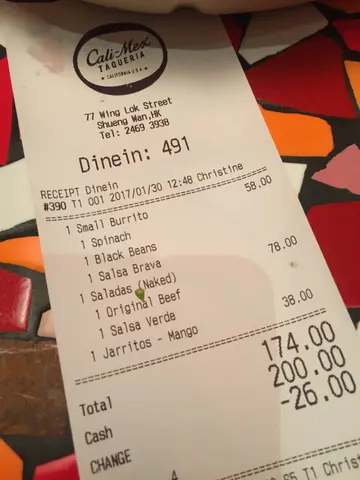 Cali-Mex
TAQUERIA
CALIFORNIA U.S.A
77 Wing Lok Street
Shueng Wan,HK
Tel: 2469 3938
Dinein: 491
RECEIPT Dinein
#390 T1 001 2017/01/30 12:48 Christine
1 Small Burrito 58.00
1 Spinach
1 Black Beans
1 Salsa Brava
1 Saladas (Naked) 78.00
1 Original Beef
1 Salsa Verde
1 Jarritos - Mango 38.00
Total 174.00
Cash 200.00
CHANGE -26.00
T1